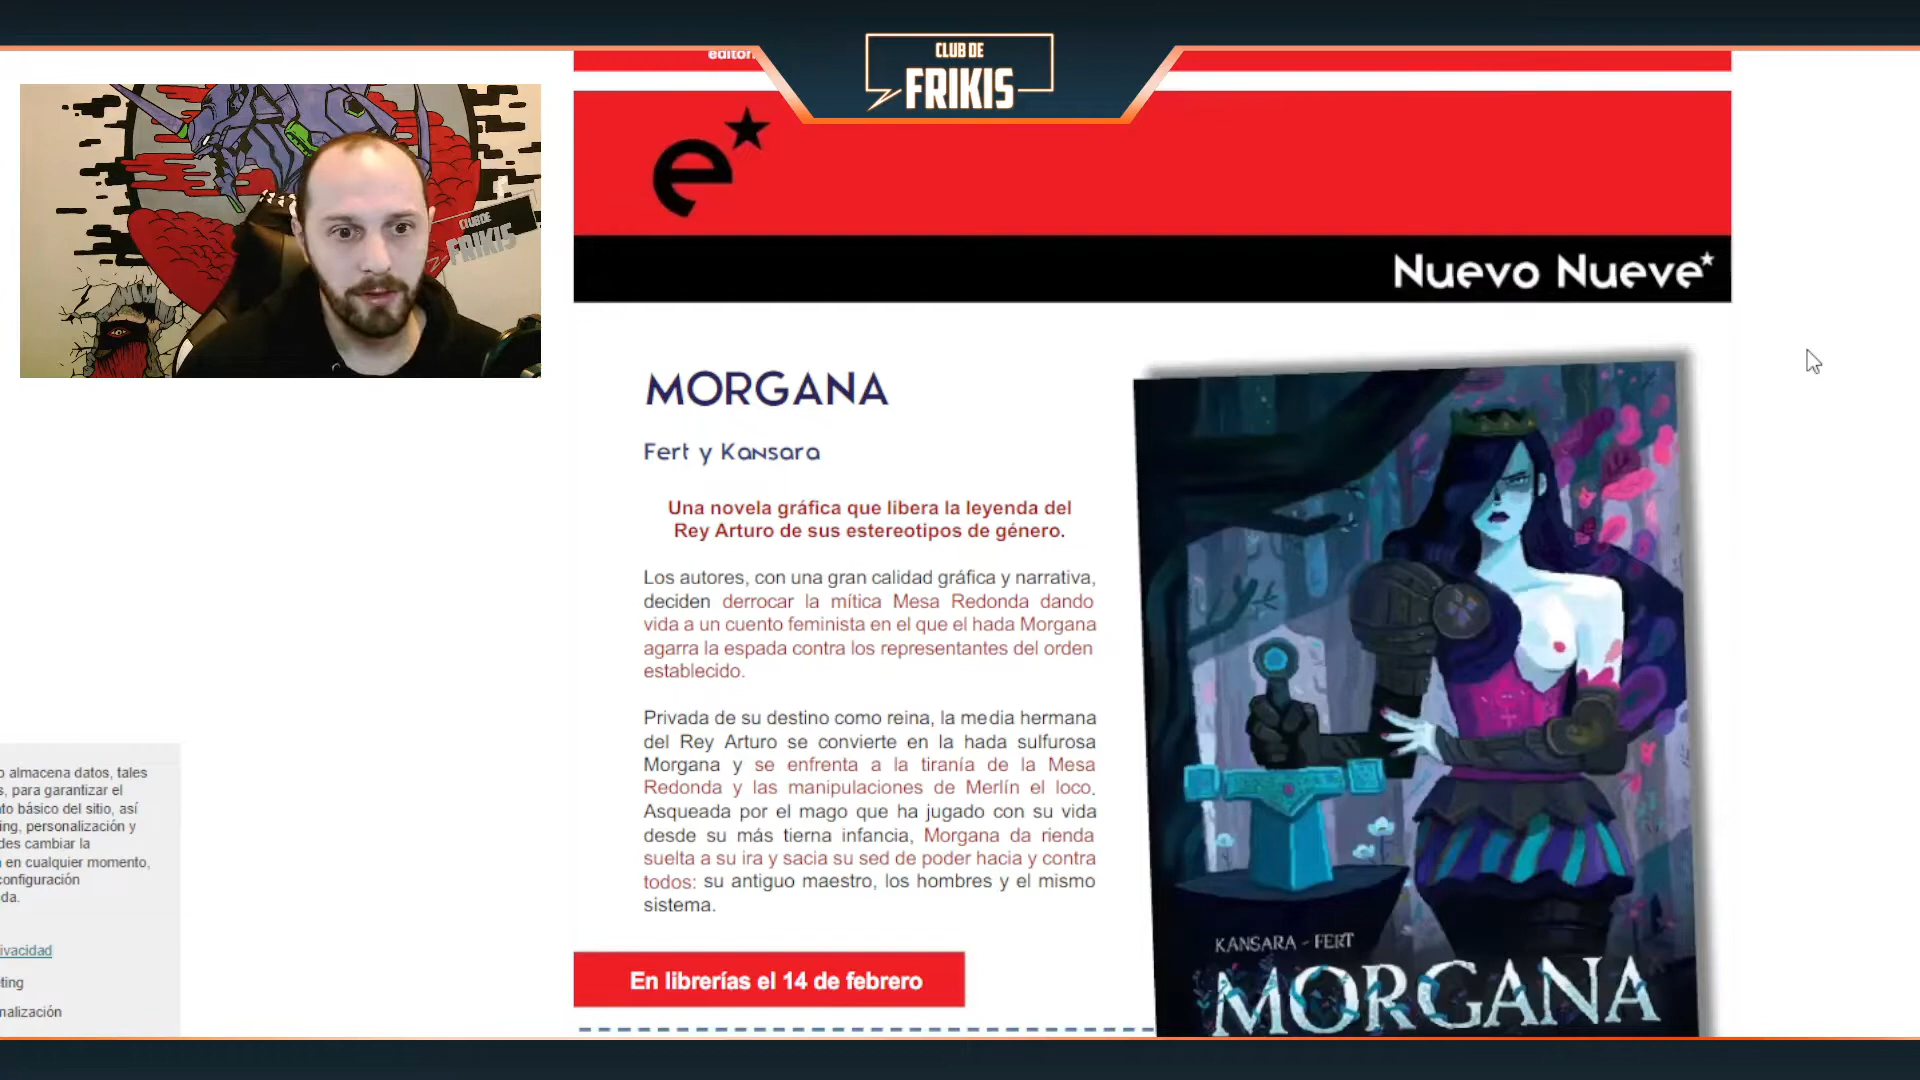 editori
CLUB DE
FRIKIS
CLUB DE
FRIKIS
e*
Nuevo Nueve*
MORGANA
Fert y Kansara
Una novela gráfica que libera la leyenda del
Rey Arturo de sus estereotipos de género.
Los autores, con una gran calidad gráfica y narrativa,
deciden derrocar la mítica Mesa Redonda dando
vida a un cuento feminista en el que el hada Morgana
agarra la espada contra los representantes del orden
establecido.
Privada de su destino como reina, la media hermana
del Rey Arturo se convierte en la hada sulfurosa
Morgana y se enfrenta a la tiranía de la Mesa
Redonda y las manipulaciones de Merlín el loco.
Asqueada por el mago que ha jugado con su vida
desde su más tierna infancia, Morgana da rienda
suelta a su ira y sacia su sed de poder hacia y contra
todos: su antiguo maestro, los hombres y el mismo
sistema.
En librerías el 14 de febrero
KANSARA - FERT
MORGANA
o almacena datos, tales
s, para garantizar el
nto básico del sitio, así
ing, personalización y
des cambiar la
n en cualquier momento,
configuración
da.
ivacidad
ting
nalización